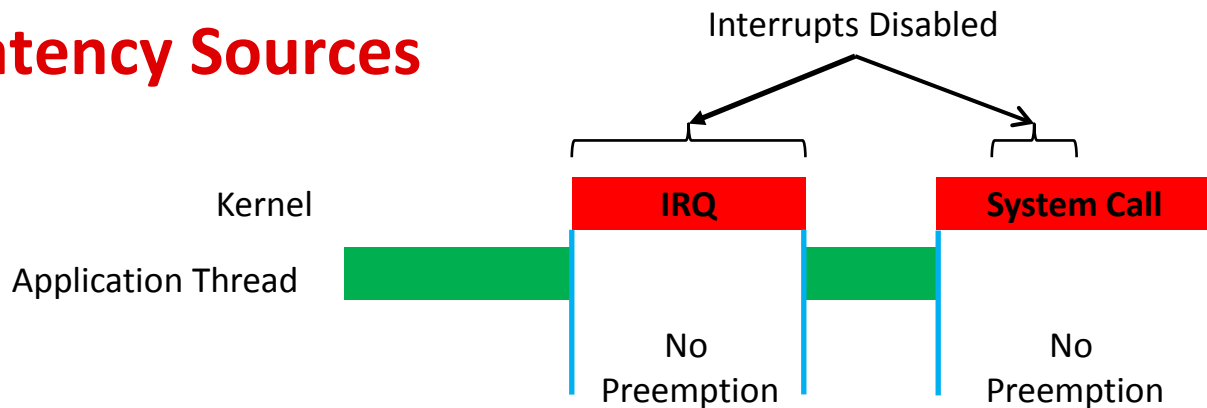 atency Sources
Interrupts Disabled
Kernel
IRQ
System Call
Application Thread
No
Preemption
No
Preemption